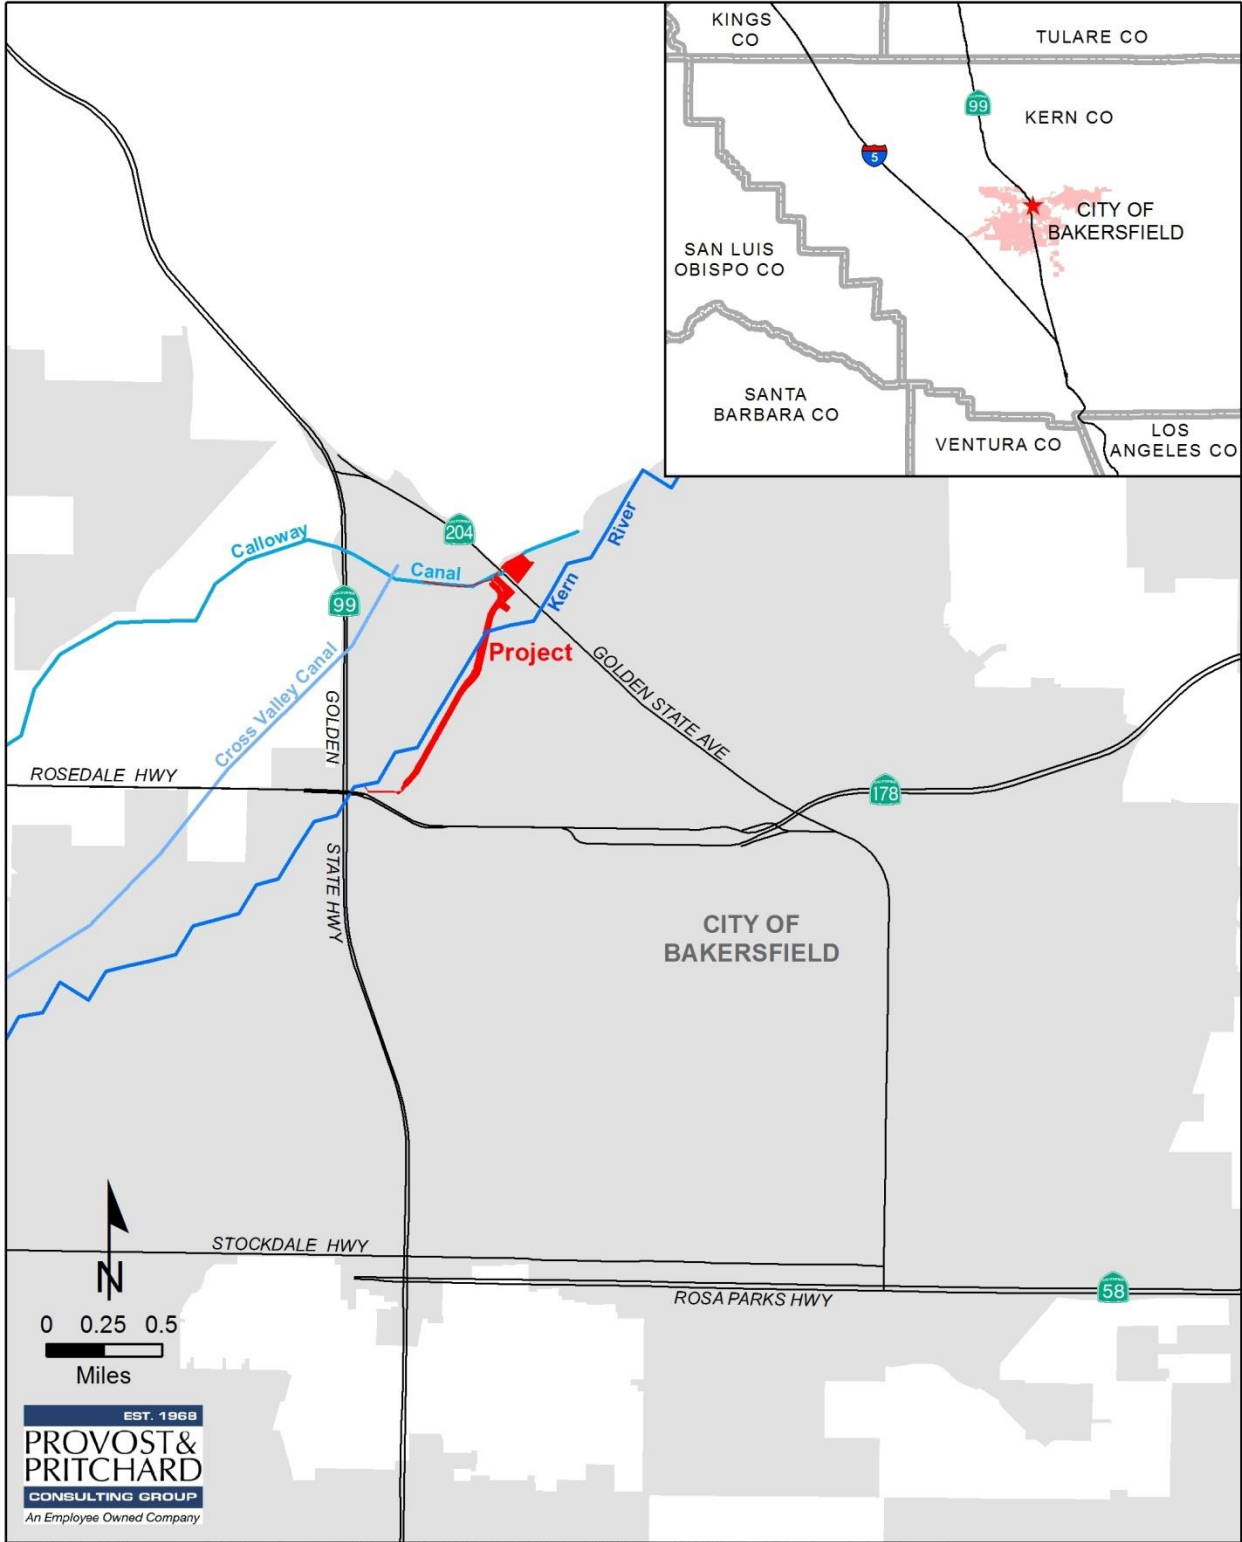 KINGS
CO
TULARE CO
99
KERN CO
5
CITY OF
BAKERSFIELD
SAN LUIS
OBISPO CO
SANTA
BARBARA CO
VENTURA CO
LOS
ANGELES CO
204
Calloway
Canal
River
Kern
99
Project
Cross Valley Canal
GOLDEN
STATE HWY
GOLDEN STATE AVE
ROSEDALE HWY
178
CITY OF
BAKERSFIELD
STOCKDALE HWY
ROSA PARKS HWY
58
N
0 0.25 0.5
Miles
EST. 1968
PROVOST&
PRITCHARD
CONSULTING GROUP
An Employee Owned Company